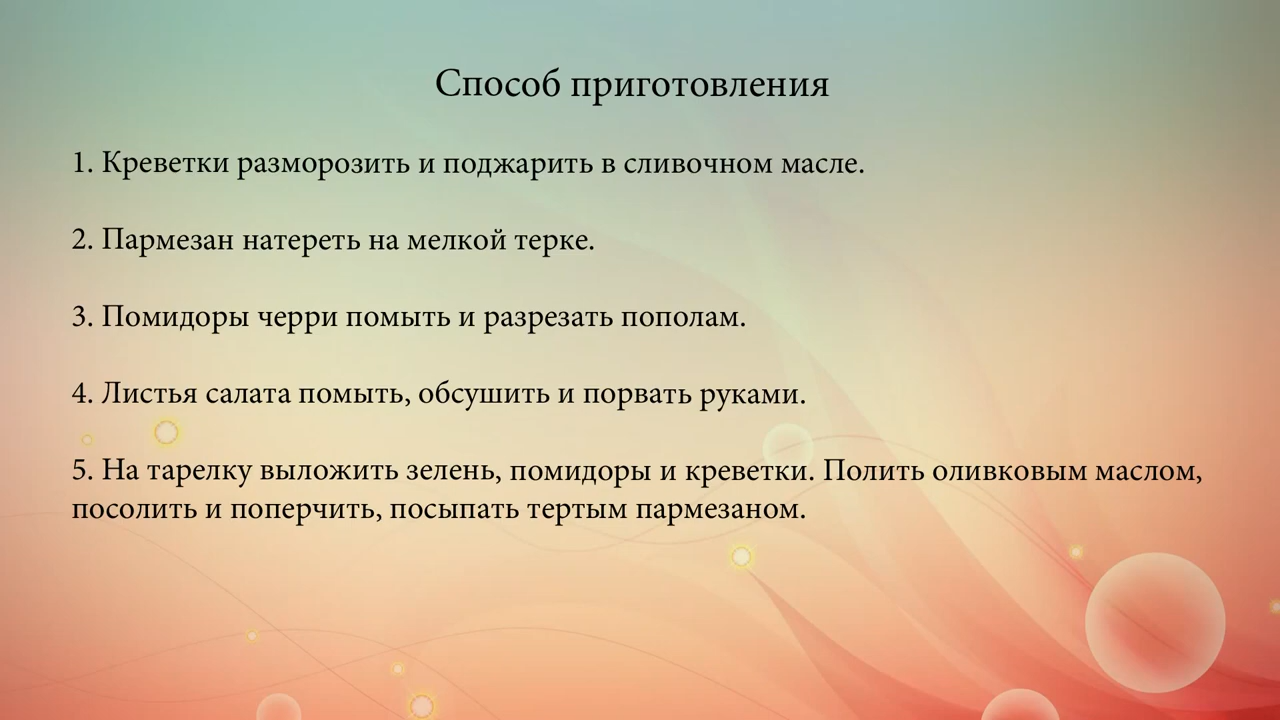 Способ приготовления
1. Креветки разморозить и поджарить в сливочном масле.
2. Пармезан натереть на мелкой терке.
3. Помидоры черри помыть и разрезать пополам.
4. Листья салата помыть, обсушить и порвать руками.
5. На тарелку выложить зелень, помидоры и креветки. Полить оливковым маслом,
посолить и поперчить, посыпать тертым пармезаном.